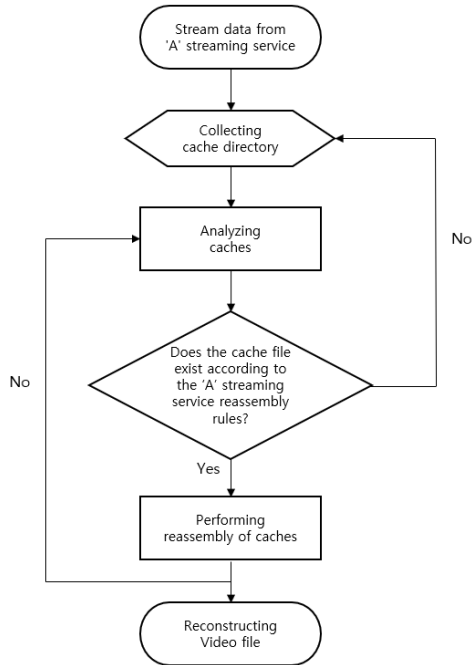 Stream data from
'A' streaming service
Collecting
cache directory
No
Analyzing
caches
Does the cache file
exist according to
the 'A' streaming
service reassembly
rules?
No
Yes
Performing
reassembly of caches
Reconstructing
Video file